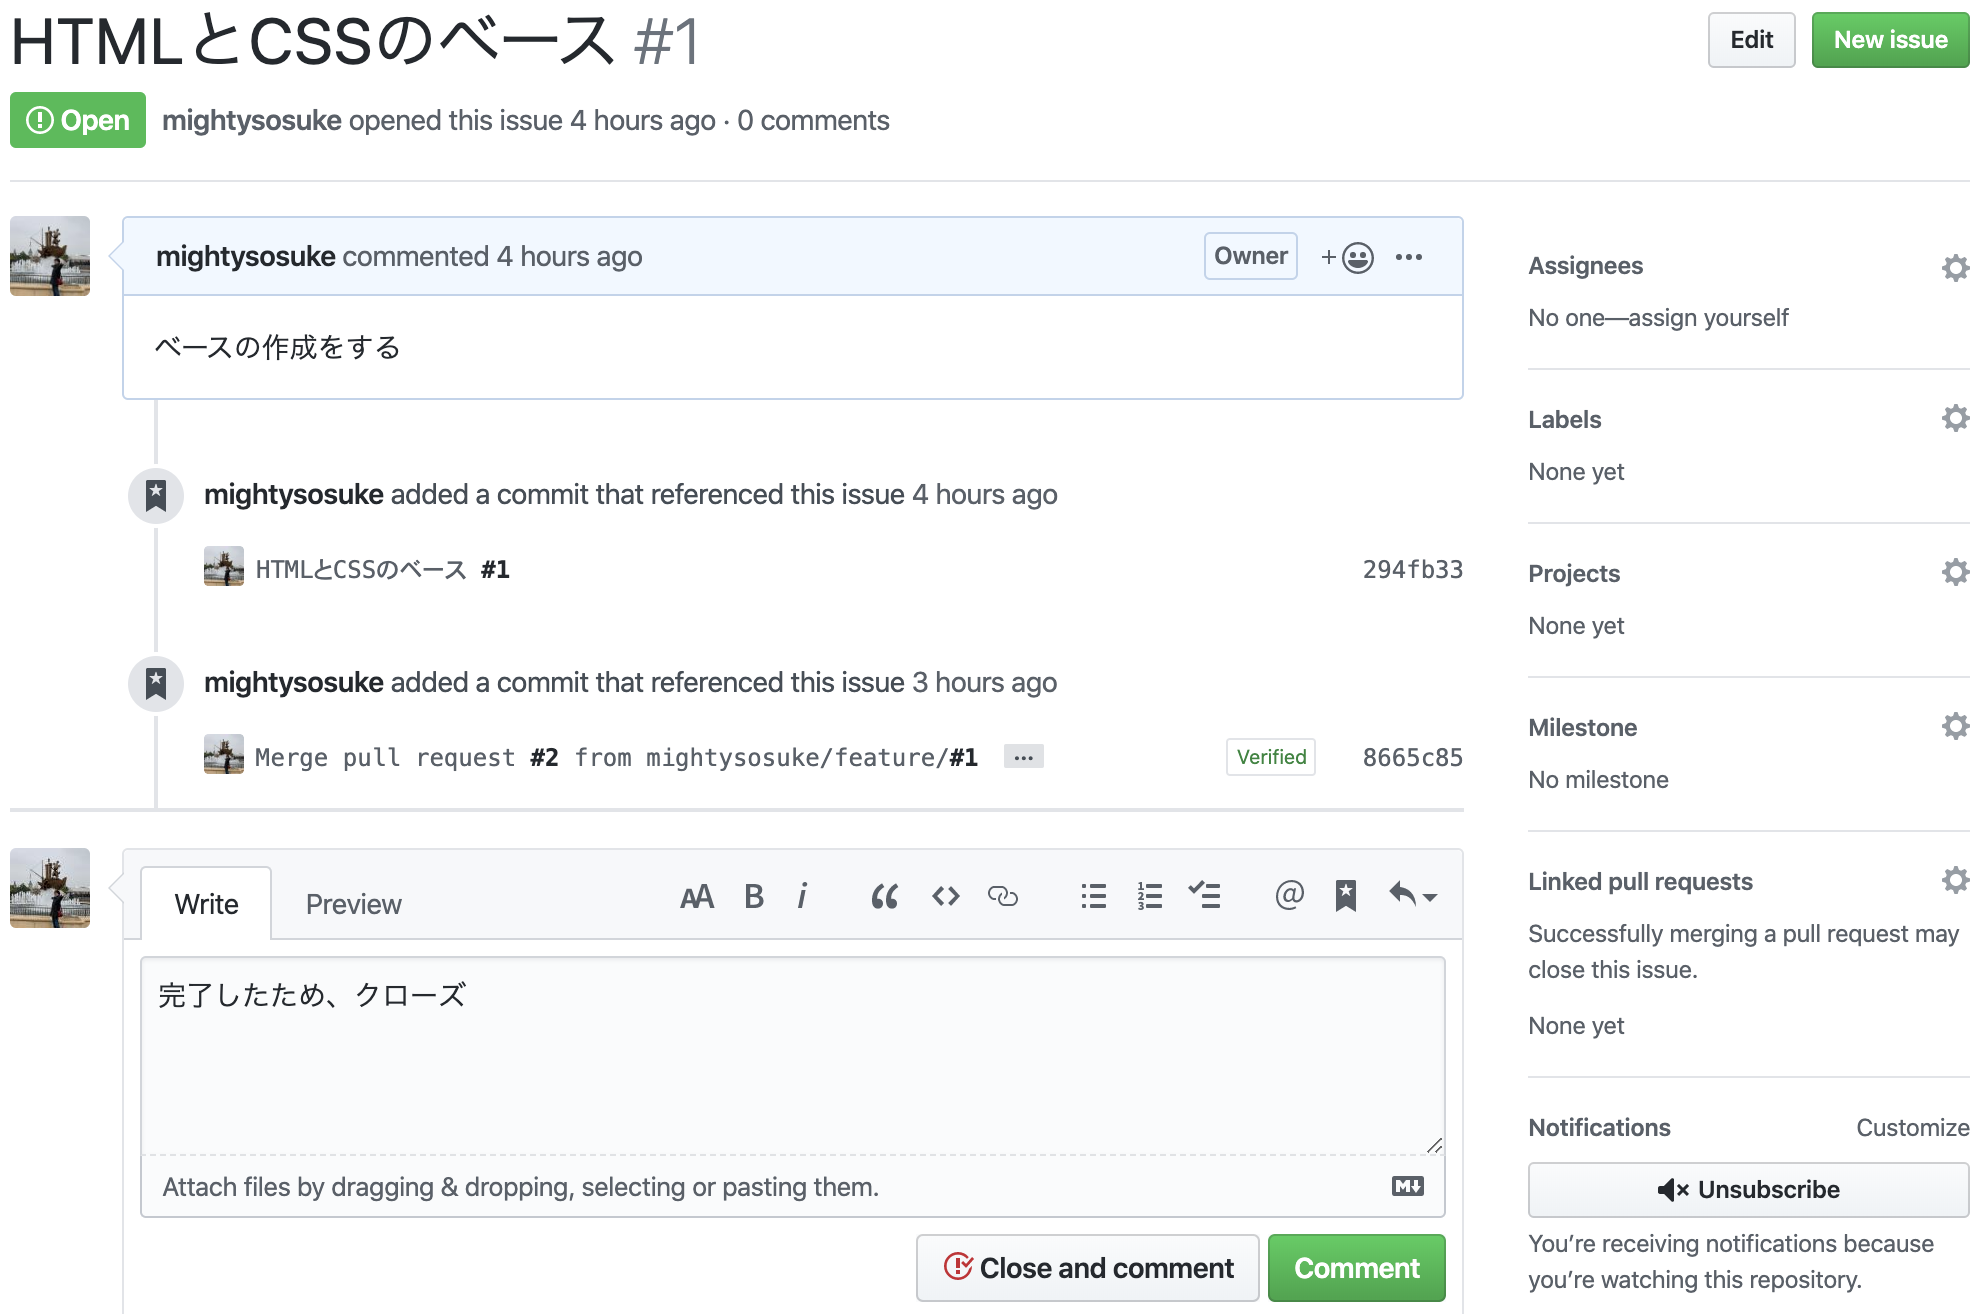 HTMLとCSSのベース #1
Edit
New issue
Open
mightysosuke opened this issue 4 hours ago · 0 comments
mightysosuke commented 4 hours ago
Owner
ベースの作成をする
mightysosuke added a commit that referenced this issue 4 hours ago
HTMLとCSSのベース #1
294fb33
mightysosuke added a commit that referenced this issue 3 hours ago
Merge pull request #2 from mightysosuke/feature/#1
Verified
8665c85
Write
Preview
完了したため、クローズ
Attach files by dragging & dropping, selecting or pasting them.
Close and comment
Comment
Assignees
No one—assign yourself
Labels
None yet
Projects
None yet
Milestone
No milestone
Linked pull requests
Successfully merging a pull request may
close this issue.
None yet
Notifications
Customize
Unsubscribe
You’re receiving notifications because
you’re watching this repository.